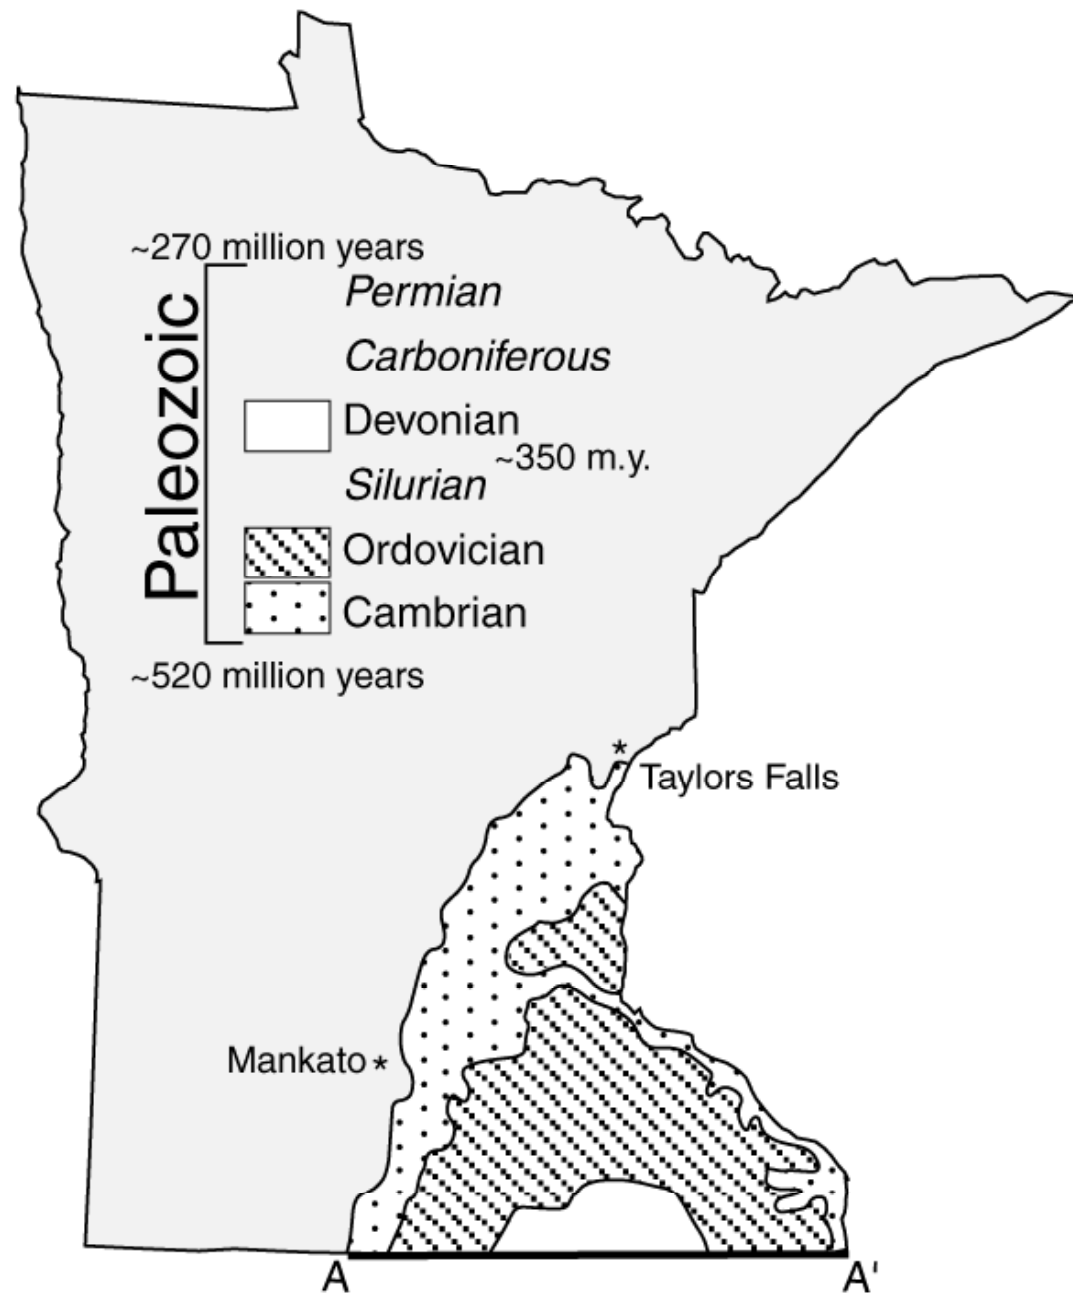 ~270 million years
Paleozoic
Permian
Carboniferous
Devonian
~350 m.y.
Silurian
Ordovician
Cambrian
~520 million years
*
Taylors Falls
Mankato *
A
A'